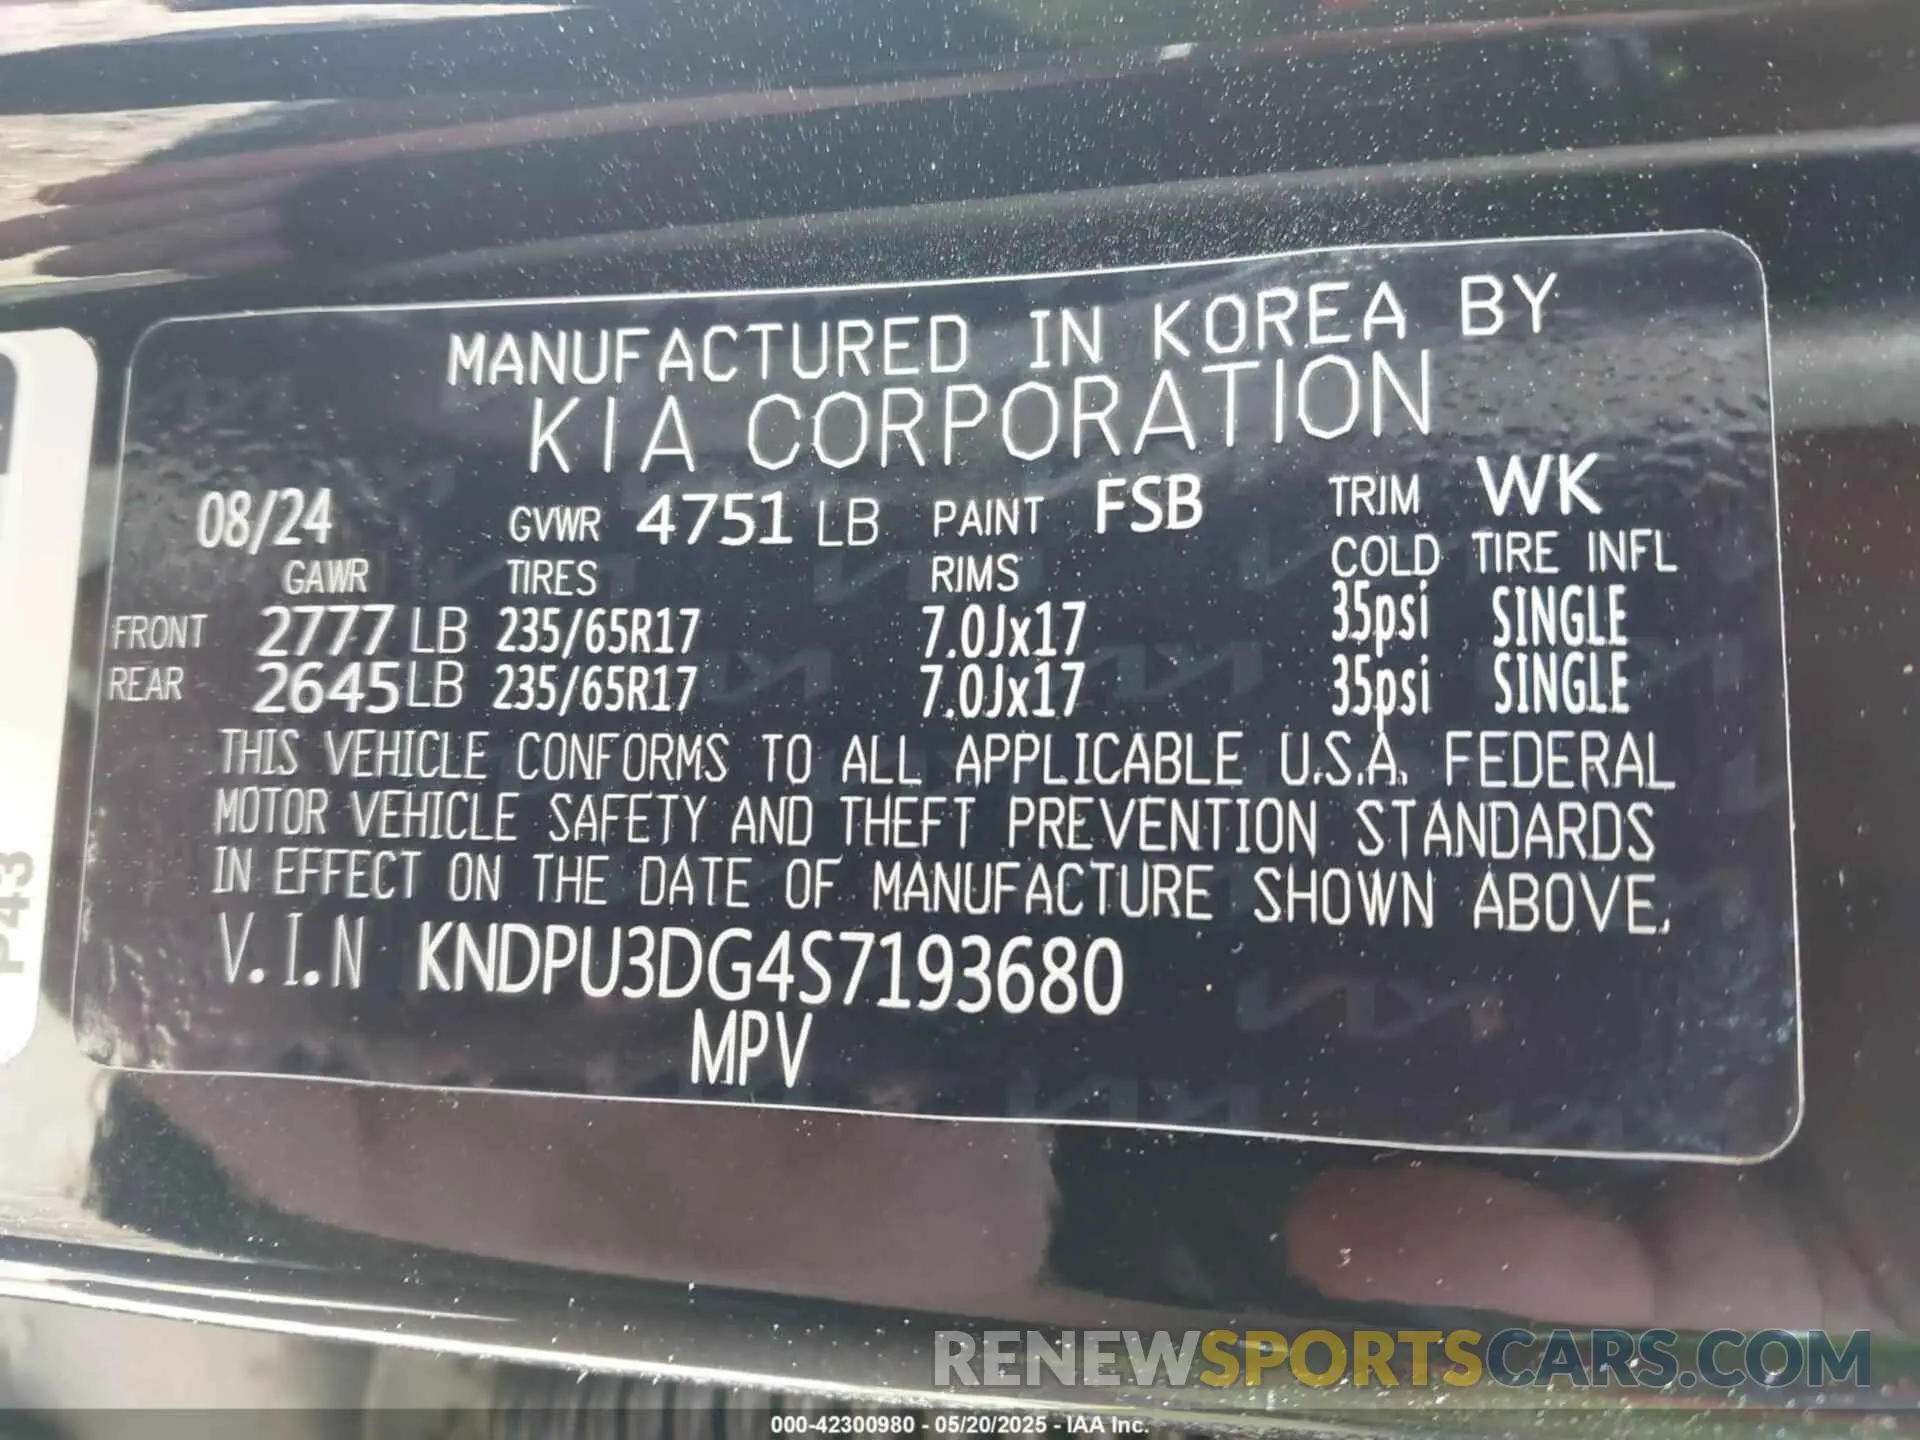 MANUFACTURED IN KOREA BY
KIA CORPORATION
08/24 GVWR 4751 LB PAINT FSB TRIM WK
GAWR TIRES RIMS COLD TIRE INFL
FRONT 2777 LB 235/65R17 7.0Jx17 35psi SINGLE
REAR 2645 LB 235/65R17 7.0Jx17 35psi SINGLE
THIS VEHICLE CONFORMS TO ALL APPLICABLE U.S.A. FEDERAL
MOTOR VEHICLE SAFETY AND THEFT PREVENTION STANDARDS
IN EFFECT ON THE DATE OF MANUFACTURE SHOWN ABOVE.
V.I.N KNDPU3DG4S7193680
MPV
P43
RENEWSPORTSCARS.COM
000-42300980 - 05/20/2025 - IAA Inc.